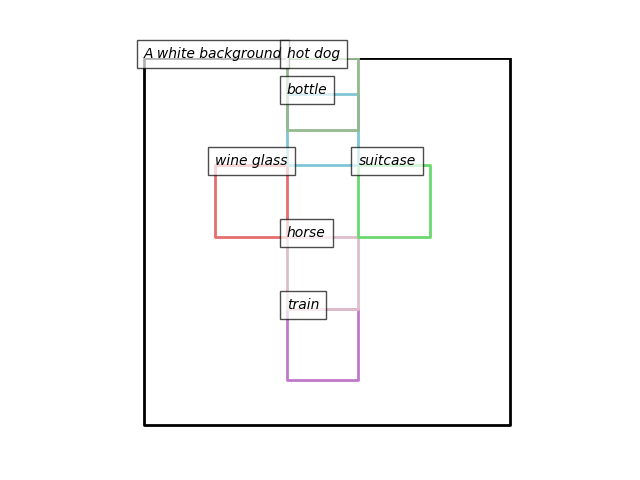 A white background
hot dog
bottle
wine glass
suitcase
horse
train